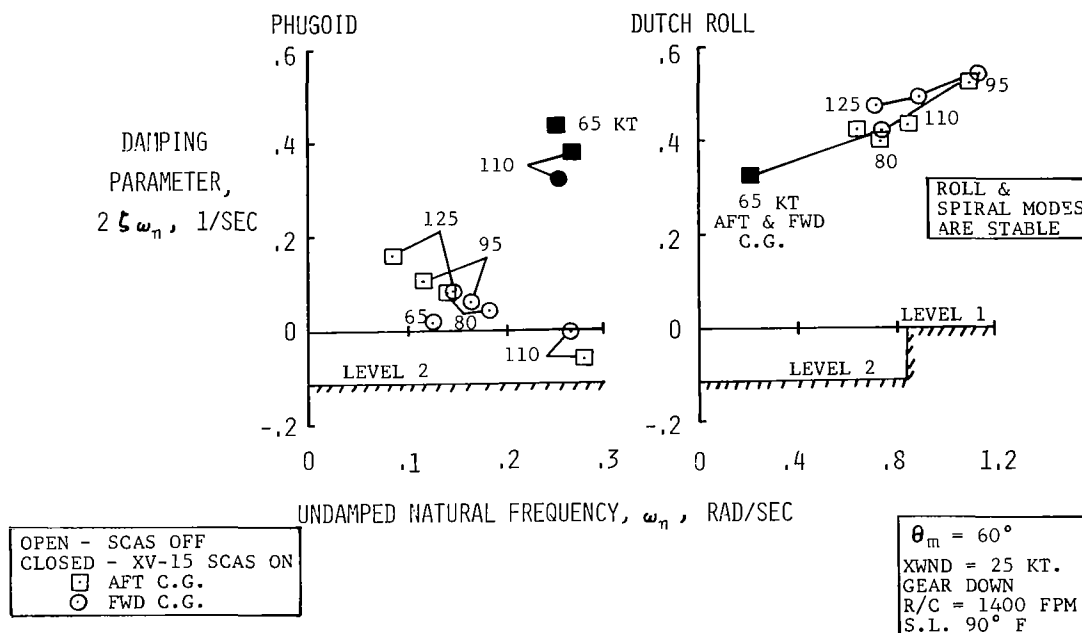 PHUGOID
DUTCH ROLL
DAMPING
PARAMETER,
2 ζ ωn , 1/SEC
.6
.4
.2
0
-.2
65 KT
110
125
95
65
80
110
LEVEL 2
0
.1
.2
.3
.6
.4
.2
0
-.2
125
95
110
80
65 KT
AFT & FWD
C.G.
ROLL &
SPIRAL MODES
ARE STABLE
LEVEL 1
LEVEL 2
0
.4
.8
1.2
UNDAMPED NATURAL FREQUENCY, ωn , RAD/SEC
OPEN - SCAS OFF
CLOSED - XV-15 SCAS ON
AFT C.G.
FWD C.G.
θm = 60°
XWND = 25 KT.
GEAR DOWN
R/C = 1400 FPM
S.L. 90° F